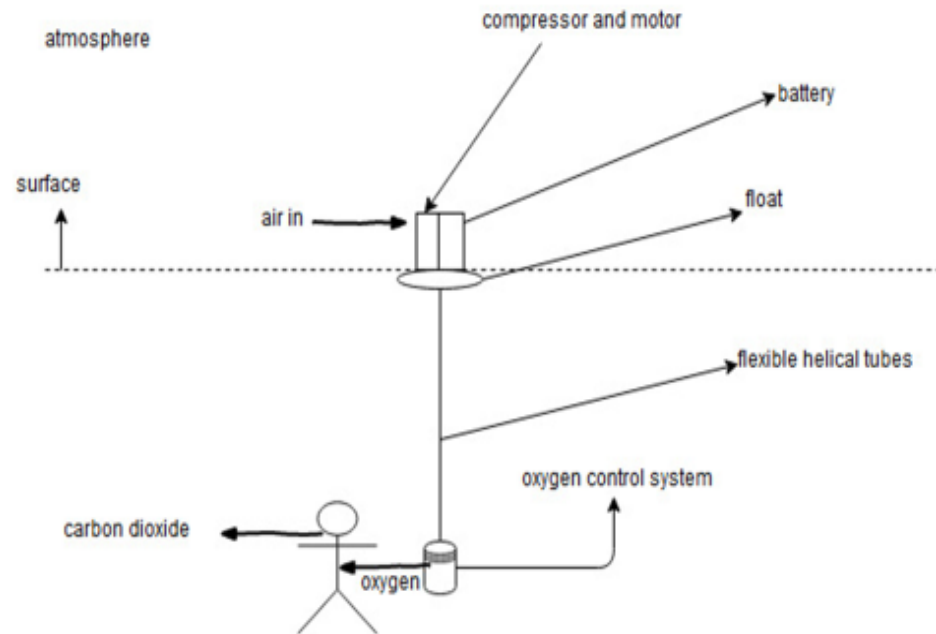 compressor and motor
atmosphere
battery
surface
air in
float
flexible helical tubes
oxygen control system
carbon dioxide
oxygen